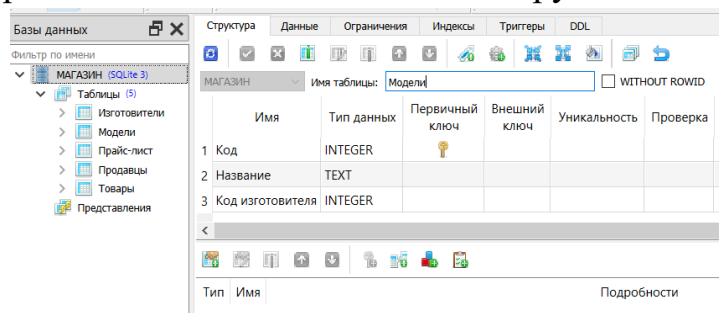 Базы данных
Фильтр по имени
МАГАЗИН (SQLite 3)
Таблицы (5)
Изготовители
Модели
Прайс-лист
Продавцы
Товары
Представления
Структура Данные Ограничения Индексы Триггеры DDL
МАГАЗИН Имя таблицы: Модели WITHOUT ROWID
Имя Тип данных Первичный ключ Внешний ключ Уникальность Проверка
1 Код INTEGER
2 Название TEXT
3 Код изготовителя INTEGER
Тип Имя Подробности